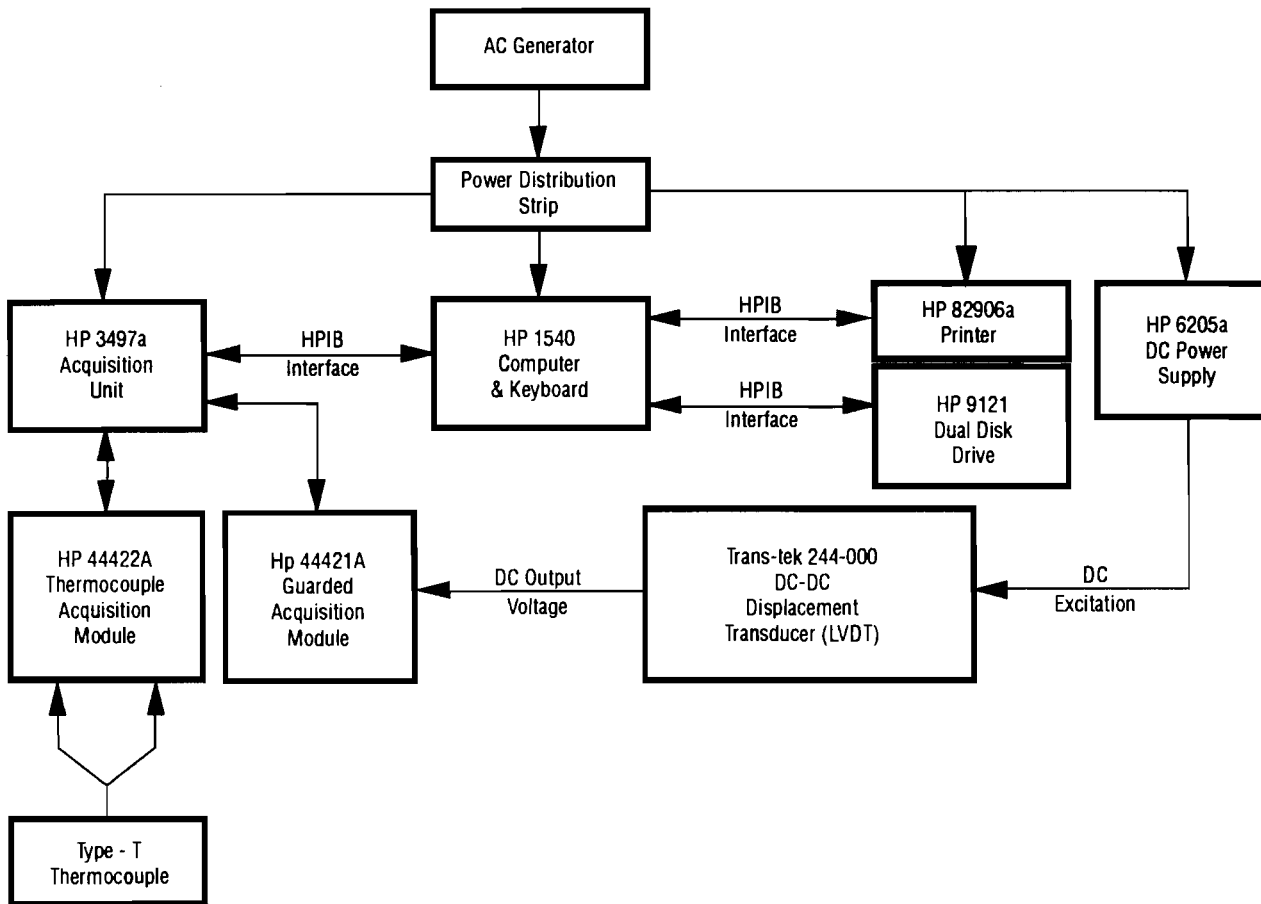 AC Generator
Power Distribution
Strip
HP 3497a
Acquisition
Unit
HPIB
Interface
HP 1540
Computer
& Keyboard
HPIB
Interface
HPIB
Interface
HP 82906a
Printer
HP 9121
Dual Disk
Drive
HP 6205a
DC Power
Supply
HP 44422A
Thermocouple
Acquisition
Module
Hp 44421A
Guarded
Acquisition
Module
DC Output
Voltage
Trans-tek 244-000
DC-DC
Displacement
Transducer (LVDT)
DC
Excitation
Type - T
Thermocouple